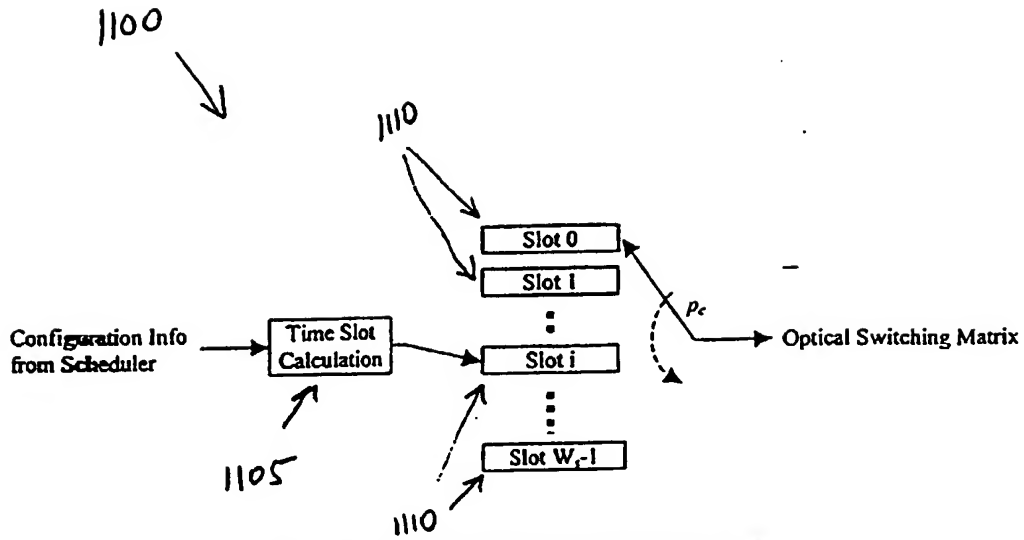 1100
1110
Slot 0
Slot 1
Configuration Info
from Scheduler
Time Slot
Calculation
Slot i
p_c
Optical Switching Matrix
1105
Slot W_s-1
1110